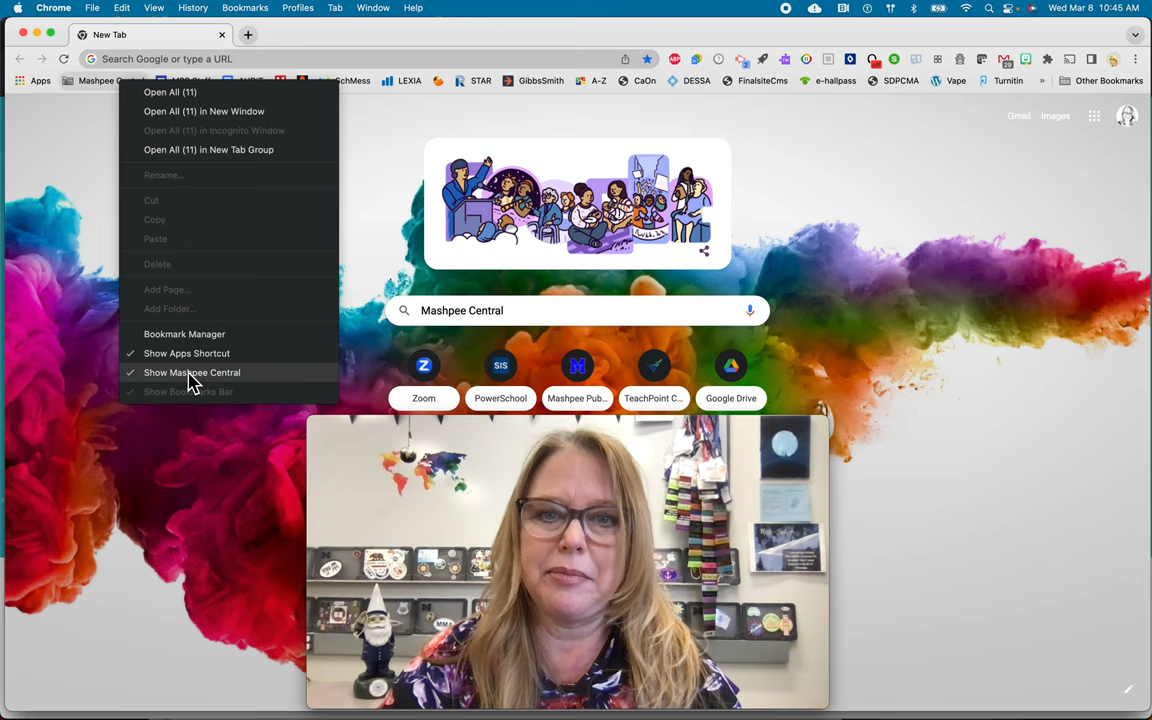 Chrome File Edit View History Bookmarks Profiles Tab Window Help Wed Mar 8 10:45 AM
New Tab
Search Google or type a URL
Apps Mashpee Central SchMess LEXIA STAR GibbsSmith A-Z CaOn DESSA FinalsiteCms e-hallpass SDPCMA Vape Turnitin » Other Bookmarks
Open All (11)
Open All (11) in New Window
Open All (11) in Incognito Window
Open All (11) in New Tab Group
Rename...
Cut
Copy
Paste
Delete
Add Page...
Add Folder...
Bookmark Manager
Show Apps Shortcut
Show Mashpee Central
Show Bookmarks Bar
Gmail Images
Mashpee Central
SIS
Zoom PowerSchool Mashpee Pub... TeachPoint C... Google Drive